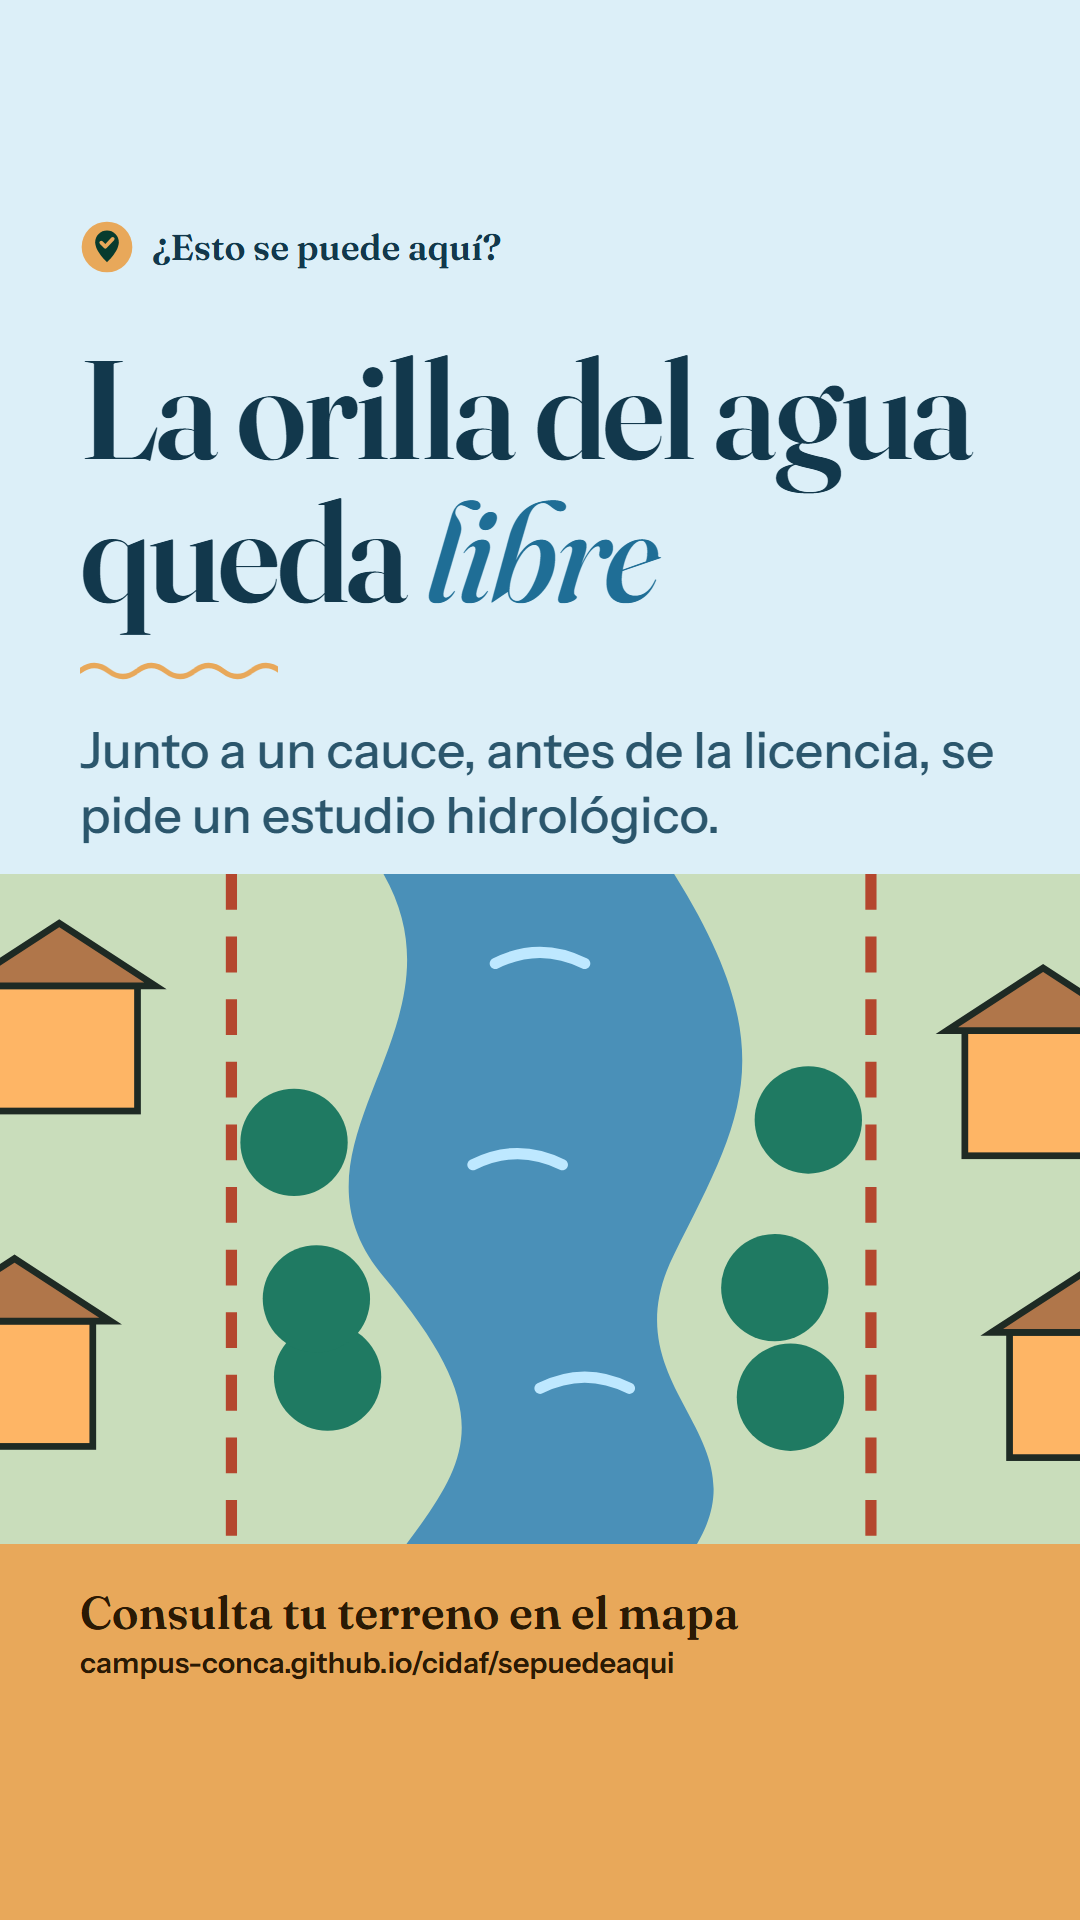 ¿Esto se puede aquí?
La orilla del agua
queda libre
Junto a un cauce, antes de la licencia, se
pide un estudio hidrológico.
Consulta tu terreno en el mapa
campus-conca.github.io/cidaf/sepuedeaqui